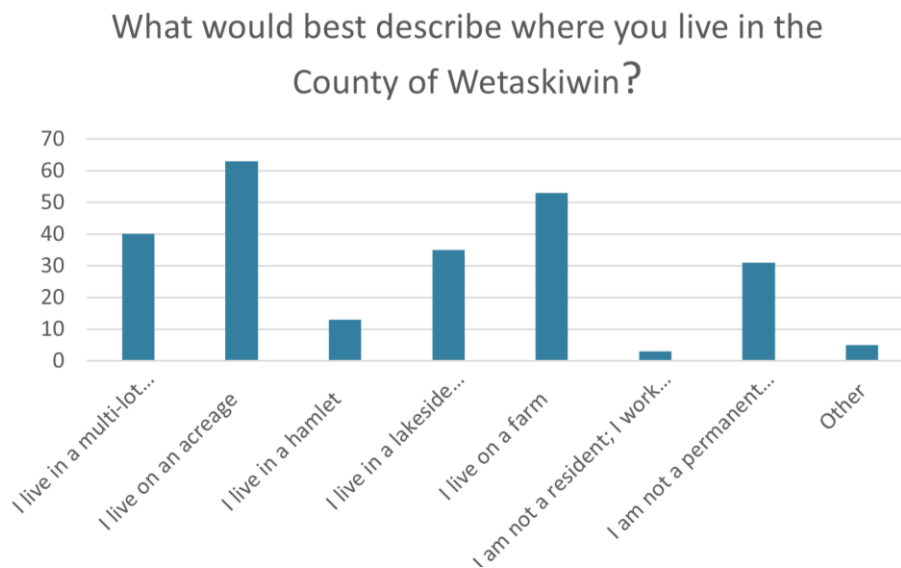 What would best describe where you live in the
County of Wetaskiwin?
70
60
50
40
30
20
10
0
I live in a multi-lot...
I live on an acreage
I live in a hamlet
I live in a lakeside...
I live on a farm
I am not a resident; I work...
I am not a permanent...
Other